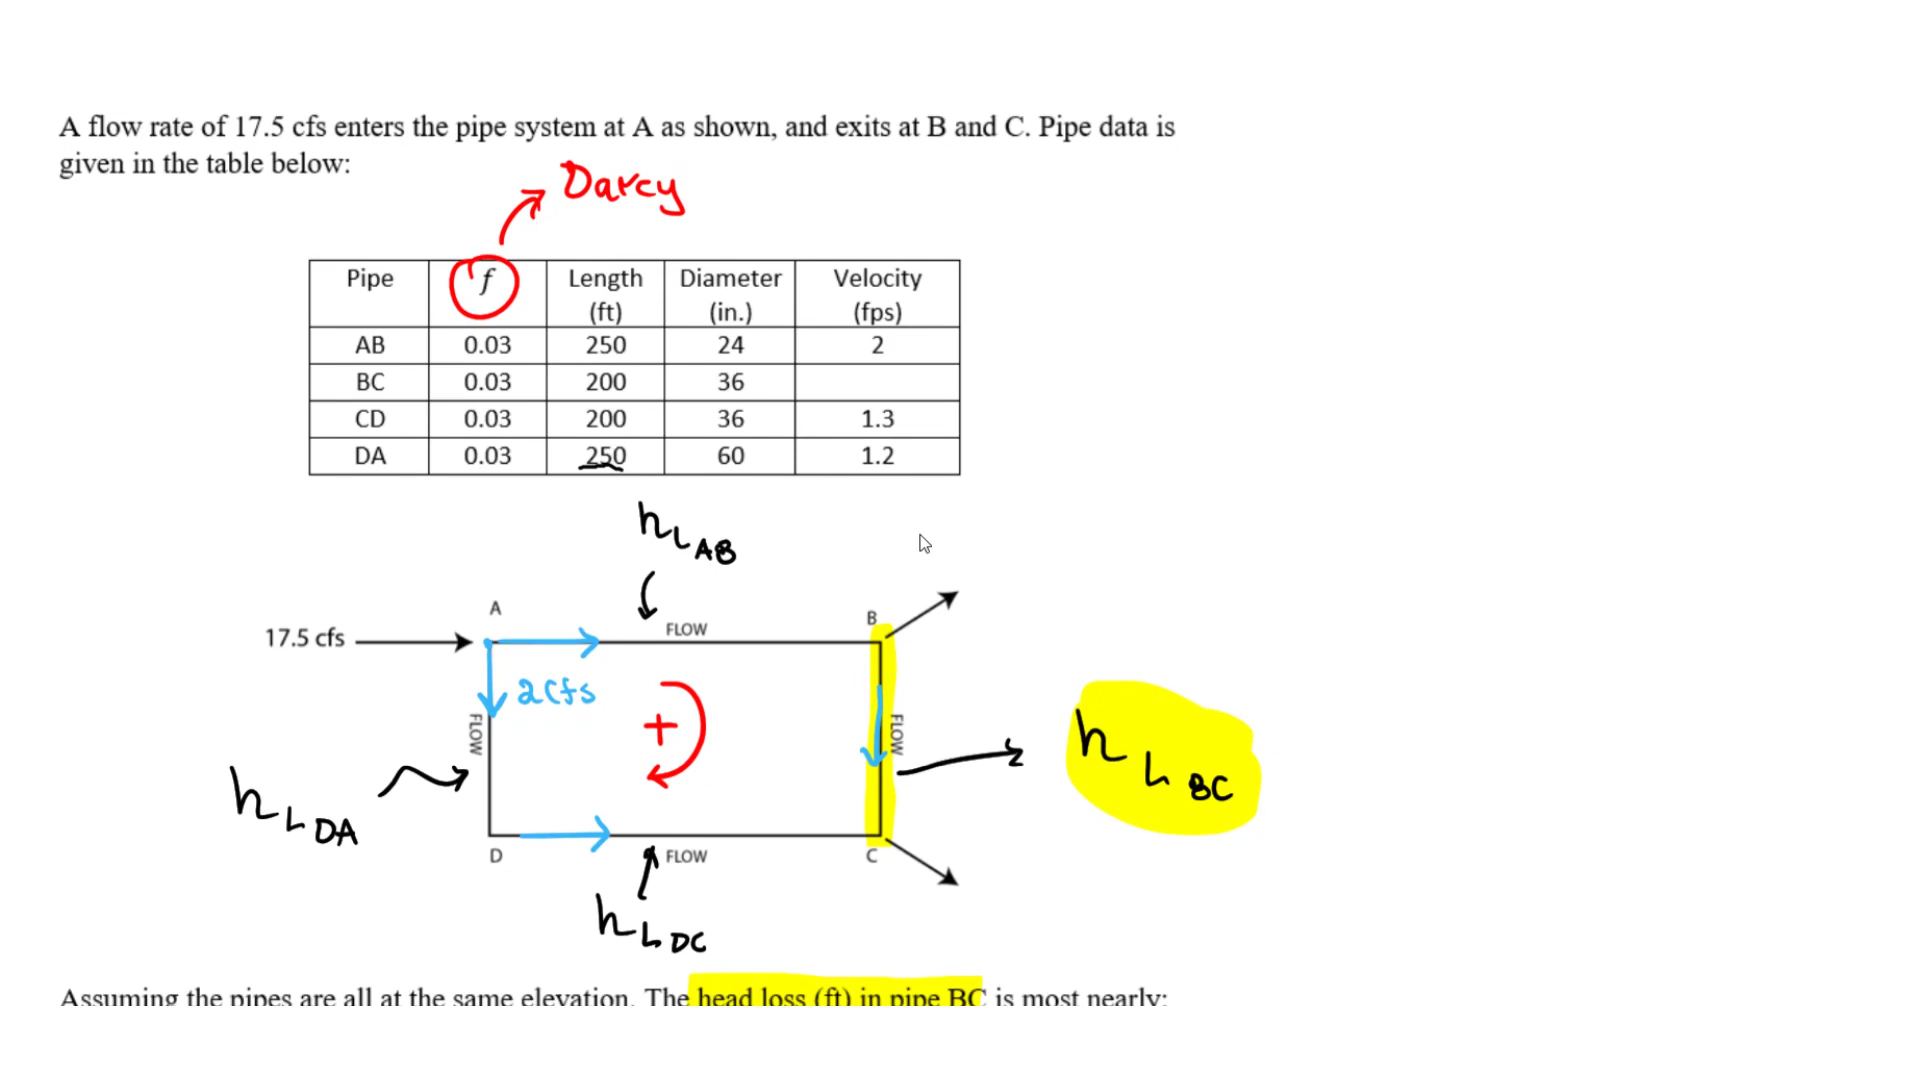 A flow rate of 17.5 cfs enters the pipe system at A as shown, and exits at B and C. Pipe data is
given in the table below:
Darcy
Pipe f Length (ft) Diameter (in.) Velocity (fps)
AB 0.03 250 24 2
BC 0.03 200 36
CD 0.03 200 36 1.3
DA 0.03 250 60 1.2
hL AB
A
B
17.5 cfs
FLOW
2cfs
+
FLOW
FLOW
hL BC
hL DA
D
FLOW
C
hL DC
Assuming the pipes are all at the same elevation. The head loss (ft) in pipe BC is most nearly: